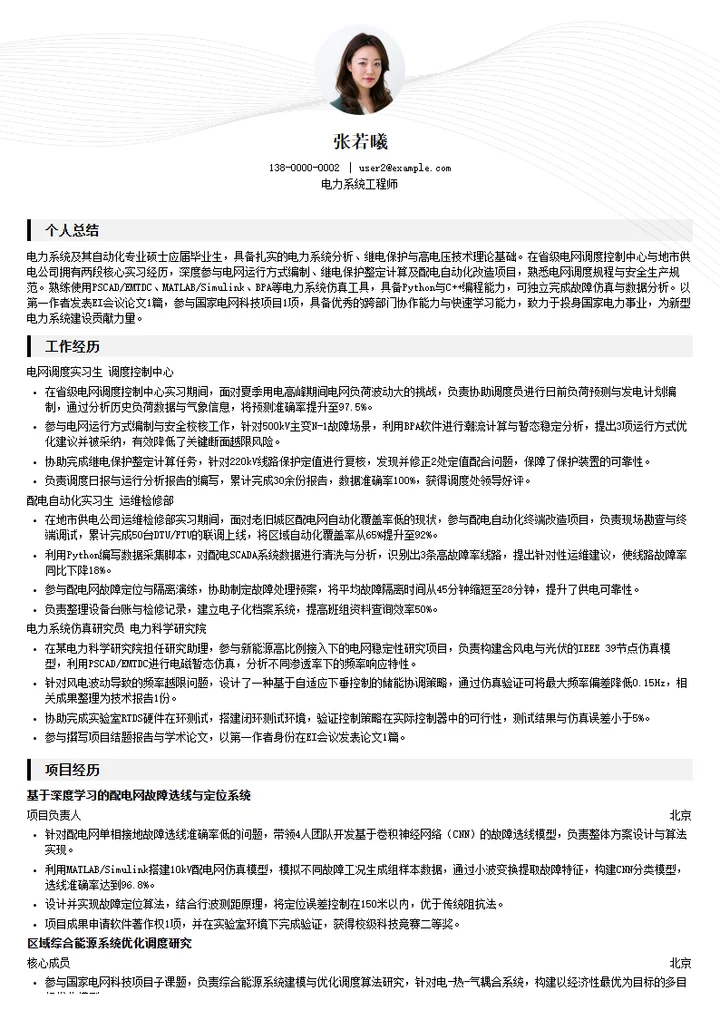 张若曦
138-0000-0002 | user2@example.com
电力系统工程师
个人总结
电力系统及其自动化专业硕士应届毕业生，具备扎实的电力系统分析、继电保护与高电压技术理论基础。在省级电网调度控制中心与地市供
电公司拥有两段核心实习经历，深度参与电网运行方式编制、继电保护整定计算及配电自动化改造项目，熟悉电网调度规程与安全生产规
范。熟练使用PSCAD/EMTDC、MATLAB/Simulink、BPA等电力系统仿真工具，具备Python与C++编程能力，可独立完成故障仿真与数据分析。以
第一作者发表EI会议论文1篇，参与国家电网科技项目1项，具备优秀的跨部门协作能力与快速学习能力，致力于投身国家电力事业，为新型
电力系统建设贡献力量。
工作经历
电网调度实习生 调度控制中心
• 在省级电网调度控制中心实习期间，面对夏季用电高峰期间电网负荷波动大的挑战，负责协助调度员进行日前负荷预测与发电计划编
制，通过分析历史负荷数据与气象信息，将预测准确率提升至97.5%。
• 参与电网运行方式编制与安全校核工作，针对500kV主变N-1故障场景，利用BPA软件进行潮流计算与暂态稳定分析，提出3项运行方式优
化建议并被采纳，有效降低了关键断面越限风险。
• 协助完成继电保护整定计算任务，针对220kV线路保护定值进行复核，发现并修正2处定值配合问题，保障了保护装置的可靠性。
• 负责调度日报与运行分析报告的编写，累计完成30余份报告，数据准确率100%，获得调度处领导好评。
配电自动化实习生 运维检修部
• 在地市供电公司运维检修部实习期间，面对老旧城区配电网自动化覆盖率低的现状，参与配电自动化终端改造项目，负责现场勘查与终
端调试，累计完成50台DTU/FTU的联调上线，将区域自动化覆盖率从65%提升至92%。
• 利用Python编写数据采集脚本，对配电SCADA系统数据进行清洗与分析，识别出3条高故障率线路，提出针对性运维建议，使线路故障率
同比下降18%。
• 参与配电网故障定位与隔离演练，协助制定故障处理预案，将平均故障隔离时间从45分钟缩短至28分钟，提升了供电可靠性。
• 负责整理设备台账与检修记录，建立电子化档案系统，提高班组资料查询效率50%。
电力系统仿真研究员 电力科学研究院
• 在某电力科学研究院担任研究助理，参与新能源高比例接入下的电网稳定性研究项目，负责构建含风电与光伏的IEEE 39节点仿真模
型，利用PSCAD/EMTDC进行电磁暂态仿真，分析不同渗透率下的频率响应特性。
• 针对风电波动导致的频率越限问题，设计了一种基于自适应下垂控制的储能协调策略，通过仿真验证可将最大频率偏差降低0.15Hz，相
关成果整理为技术报告1份。
• 协助完成实验室RTDS硬件在环测试，搭建闭环测试环境，验证控制策略在实际控制器中的可行性，测试结果与仿真误差小于5%。
• 参与撰写项目结题报告与学术论文，以第一作者身份在EI会议发表论文1篇。
项目经历
基于深度学习的配电网故障选线与定位系统
项目负责人 北京
• 针对配电网单相接地故障选线准确率低的问题，带领4人团队开发基于卷积神经网络（CNN）的故障选线模型，负责整体方案设计与算法
实现。
• 利用MATLAB/Simulink搭建10kV配电网仿真模型，模拟不同故障工况生成组样本数据，通过小波变换提取故障特征，构建CNN分类模型，
选线准确率达到96.8%。
• 设计并实现故障定位算法，结合行波测距原理，将定位误差控制在150米以内，优于传统阻抗法。
• 项目成果申请软件著作权1项，并在实验室环境下完成验证，获得校级科技竞赛二等奖。
区域综合能源系统优化调度研究
核心成员 北京
• 参与国家电网科技项目子课题，负责综合能源系统建模与优化调度算法研究，针对电-热-气耦合系统，构建以经济性最优为目标的多目